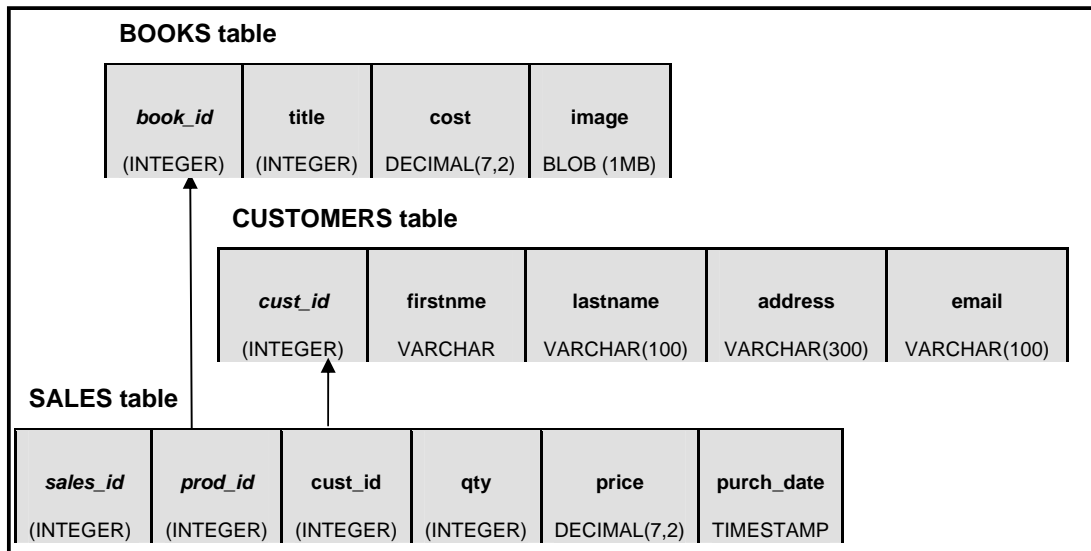 BOOKS table
book_id title cost image
(INTEGER) (INTEGER) DECIMAL(7,2) BLOB (1MB)
CUSTOMERS table
cust_id firstnme lastname address email
(INTEGER) VARCHAR VARCHAR(100) VARCHAR(300) VARCHAR(100)
SALES table
sales_id prod_id cust_id qty price purch_date
(INTEGER) (INTEGER) (INTEGER) (INTEGER) DECIMAL(7,2) TIMESTAMP